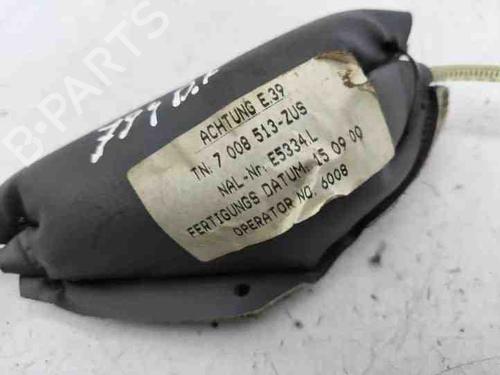 B-PARTS
ACHTUNG E.39
TN. 7 008 513-ZUS
NAL.-Nr. E5334.L
FERTIGUNGS DATUM. 15 09 00
OPERATOR NO. 6008